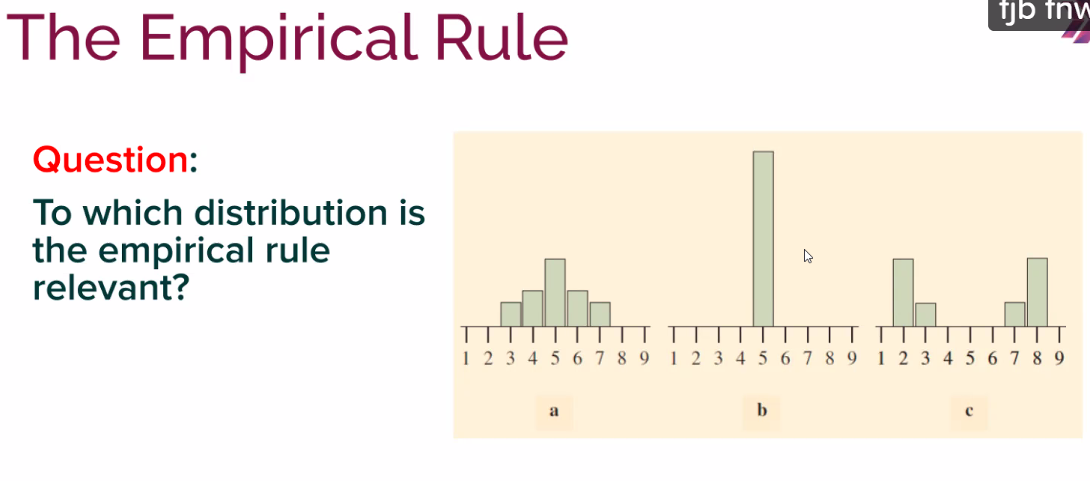 The Empirical Rule
fjb fnw
Question:
To which distribution is
the empirical rule
relevant?
1 2 3 4 5 6 7 8 9 1 2 3 4 5 6 7 8 9 1 2 3 4 5 6 7 8 9
a b c